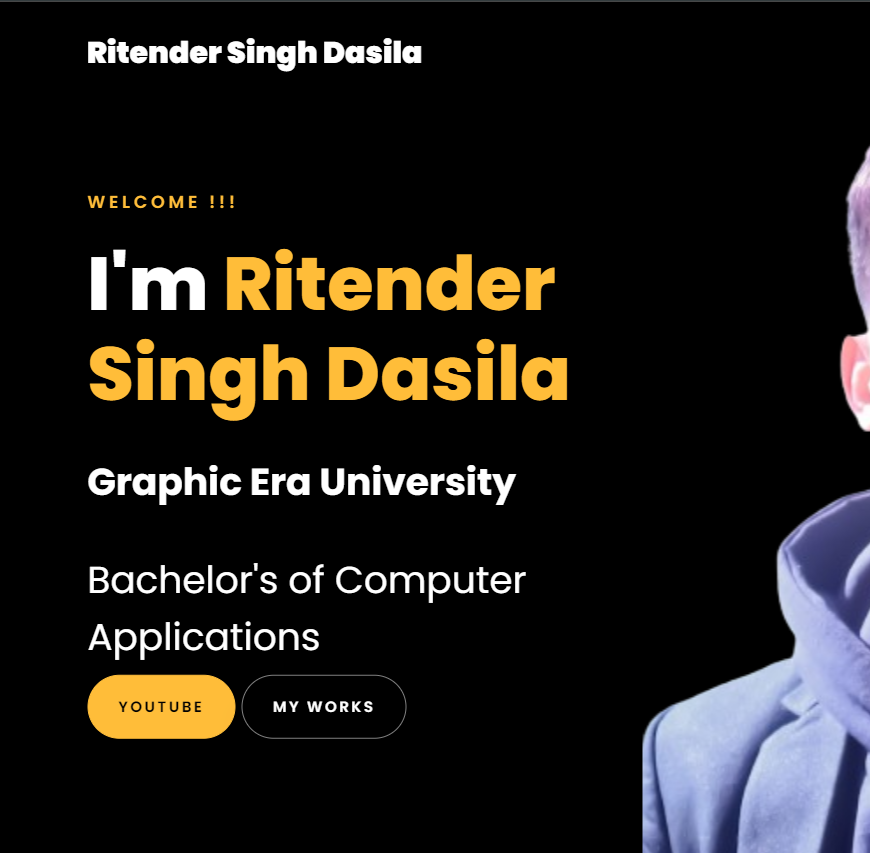 Ritender Singh Dasila
WELCOME !!!
I'm Ritender
Singh Dasila
Graphic Era University
Bachelor's of Computer
Applications
YOUTUBE
MY WORKS